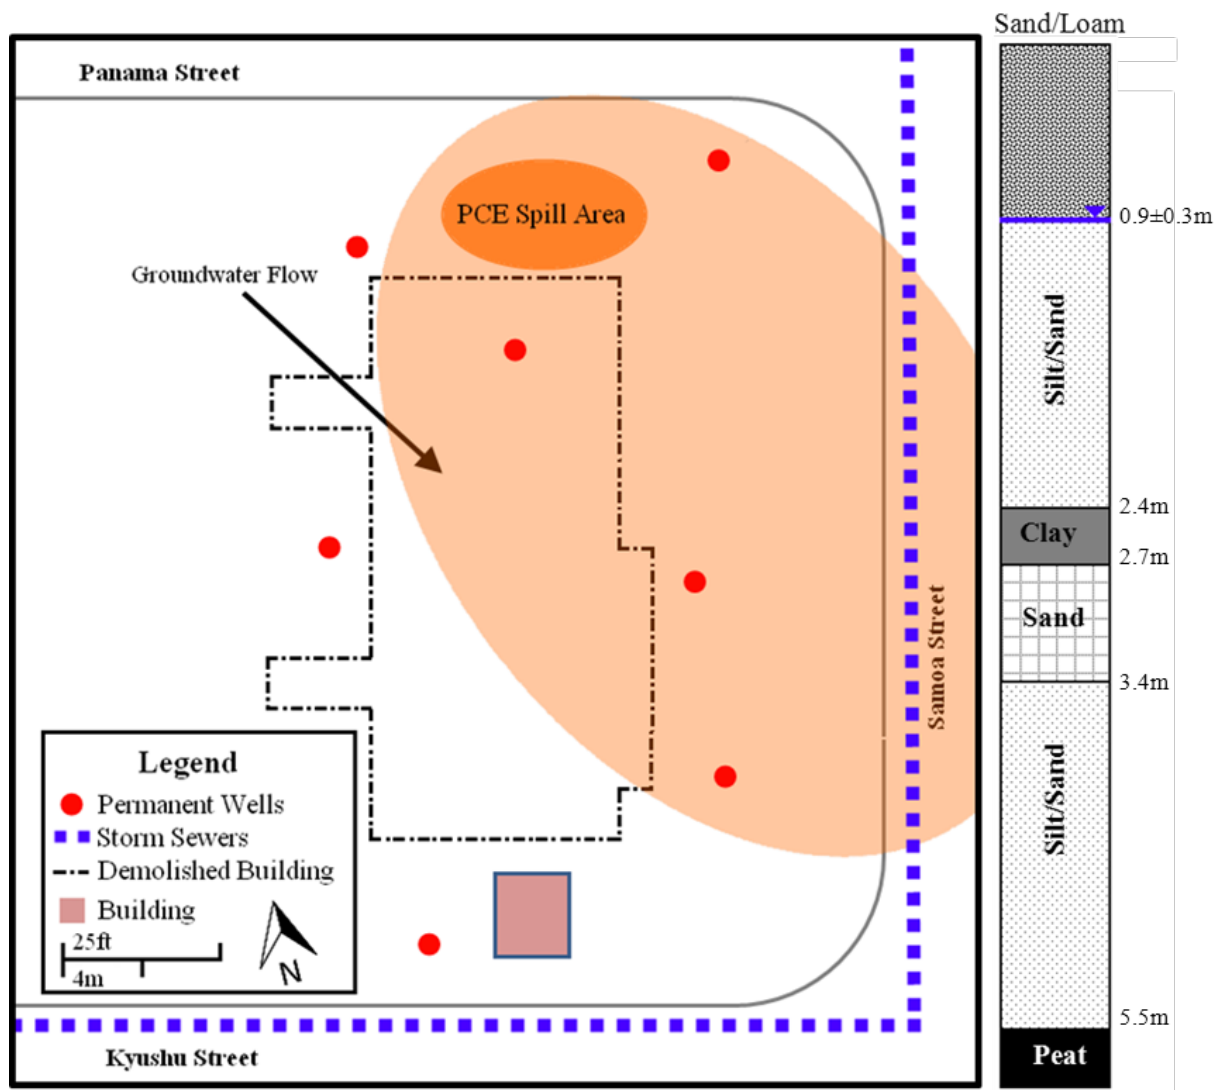 Sand/Loam
Panama Street
PCE Spill Area
0.9±0.3m
Groundwater Flow
Silt/Sand
2.4m
Clay
2.7m
Sand
Samoa Street
3.4m
Legend
Permanent Wells
Storm Sewers
Demolished Building
Building
25ft
4m
N
Silt/Sand
5.5m
Peat
Kyushu Street